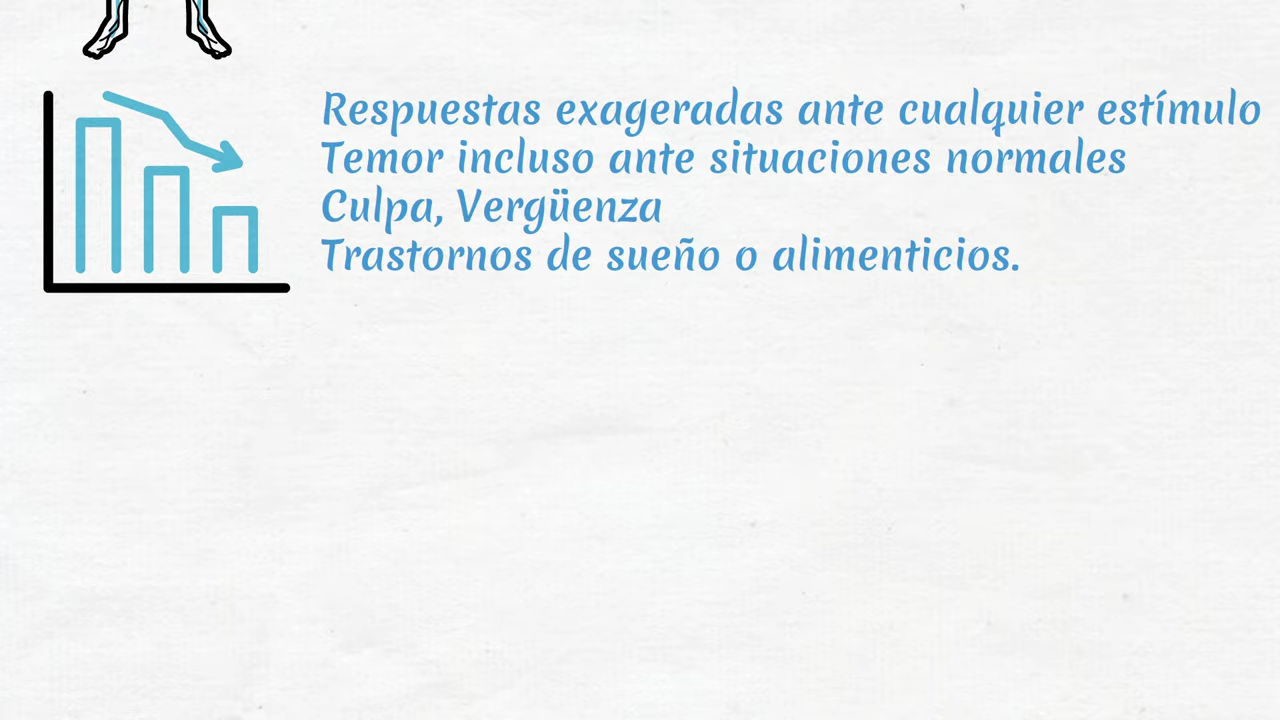 Respuestas exageradas ante cualquier estímulo
Temor incluso ante situaciones normales
Culpa, Vergüenza
Trastornos de sueño o alimenticios.